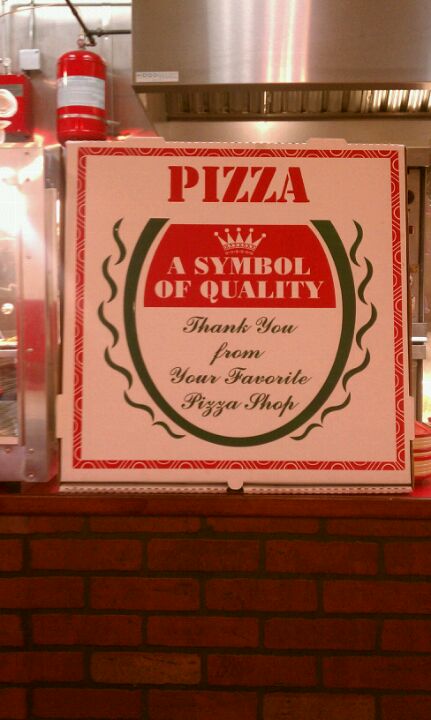 PIZZA
A SYMBOL
OF QUALITY
Thank You
from
Your Favorite
Pizza Shop